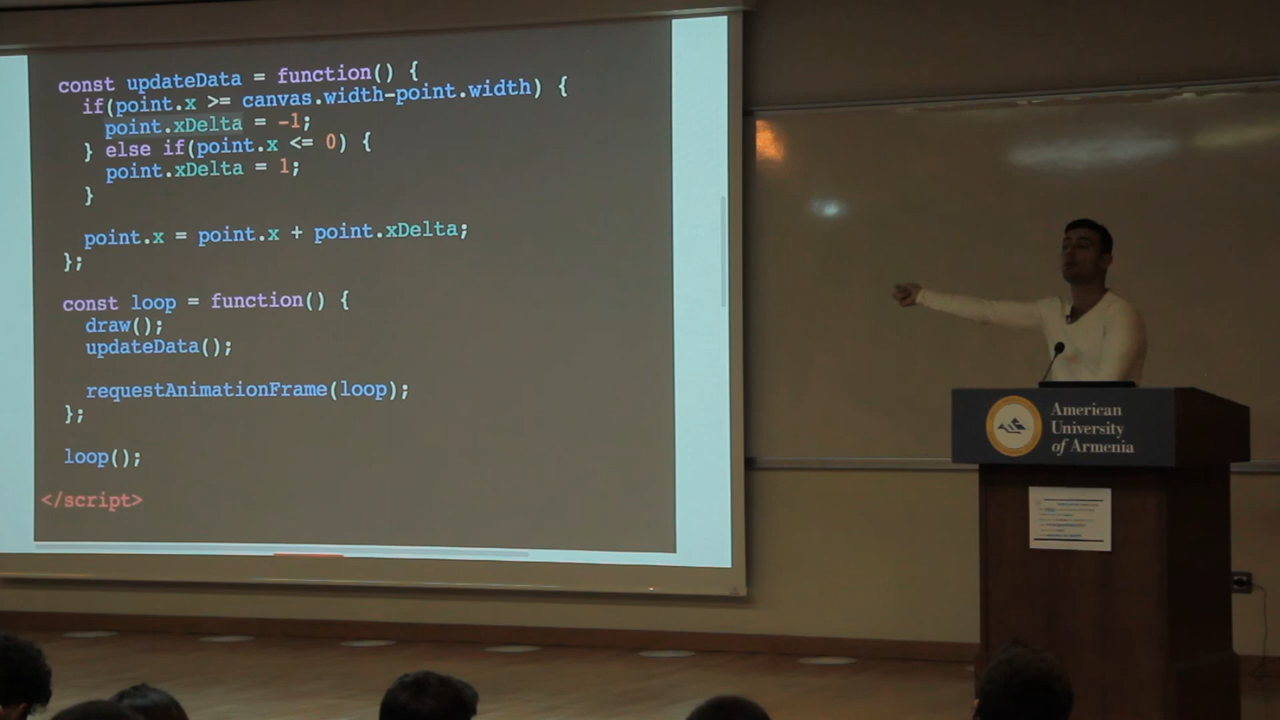 const updateData = function() {
if(point.x >= canvas.width-point.width) {
point.xDelta = -1;
} else if(point.x <= 0) {
point.xDelta = 1;
}
point.x = point.x + point.xDelta;
};
const loop = function() {
draw();
updateData();
requestAnimationFrame(loop);
};
loop();
</script>
American
University
of Armenia